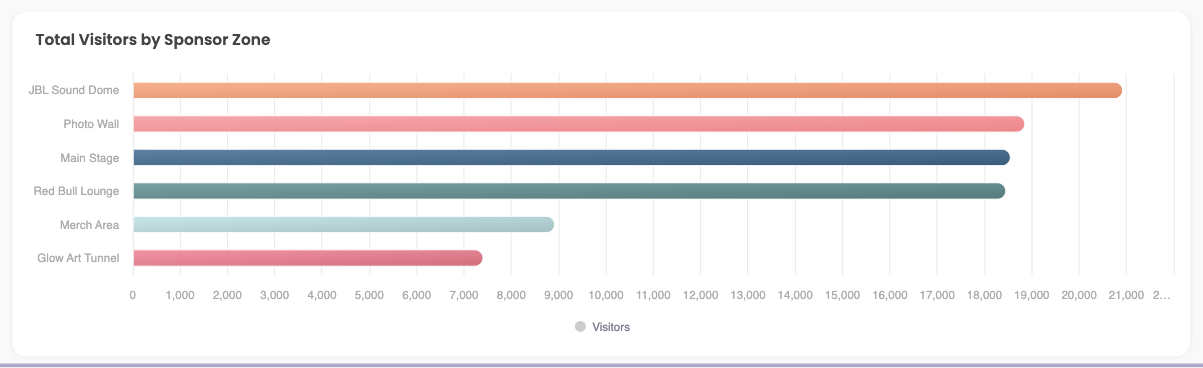 Total Visitors by Sponsor Zone
JBL Sound Dome
Photo Wall
Main Stage
Red Bull Lounge
Merch Area
Glow Art Tunnel
0 1,000 2,000 3,000 4,000 5,000 6,000 7,000 8,000 9,000 10,000 11,000 12,000 13,000 14,000 15,000 16,000 17,000 18,000 19,000 20,000 21,000 2...
Visitors